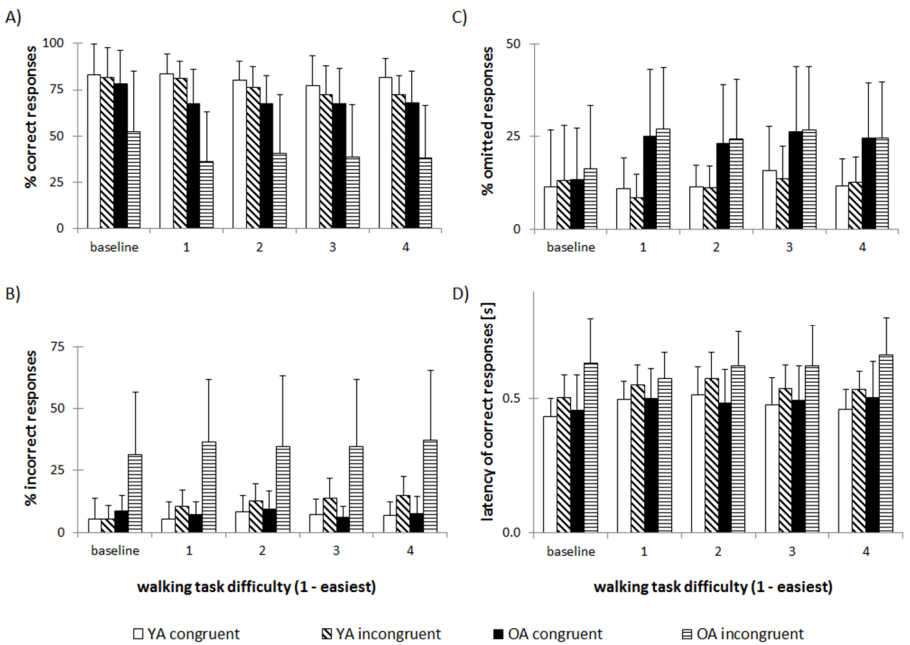 A)
% correct responses
100
75
50
25
0
baseline 1 2 3 4
C)
% omitted responses
50
25
0
baseline 1 2 3 4
B)
% incorrect responses
75
50
25
0
baseline 1 2 3 4
walking task difficulty (1 - easiest)
D)
latency of correct responses [s]
0.5
0.0
baseline 1 2 3 4
walking task difficulty (1 - easiest)
YA congruent YA incongruent OA congruent OA incongruent